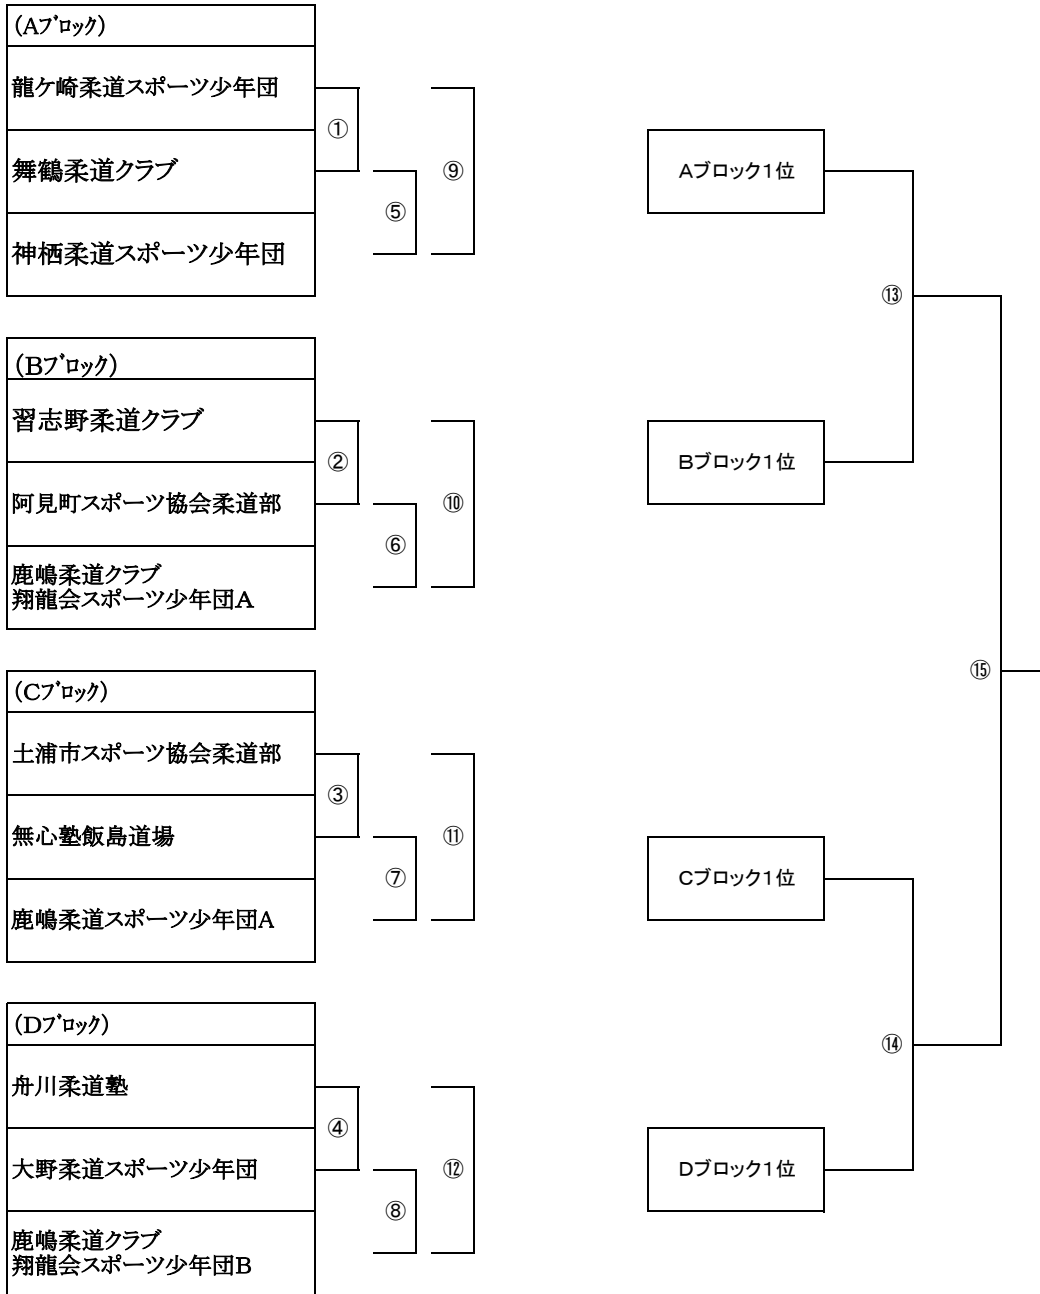 (Aﾌﾞﾛｯｸ)
龍ケ崎柔道スポーツ少年団
①
舞鶴柔道クラブ
⑨
Aブロック1位
⑤
神栖柔道スポーツ少年団
⑬
(Bﾌﾞﾛｯｸ)
習志野柔道クラブ
②
Bブロック1位
阿見町スポーツ協会柔道部
⑩
⑥
鹿嶋柔道クラブ
翔龍会スポーツ少年団A
⑮
(Cﾌﾞﾛｯｸ)
土浦市スポーツ協会柔道部
③
無心塾飯島道場
⑪
⑦
Cブロック1位
鹿嶋柔道スポーツ少年団A
(Dﾌﾞﾛｯｸ)
⑭
舟川柔道塾
④
大野柔道スポーツ少年団
⑫
Dブロック1位
⑧
鹿嶋柔道クラブ
翔龍会スポーツ少年団B